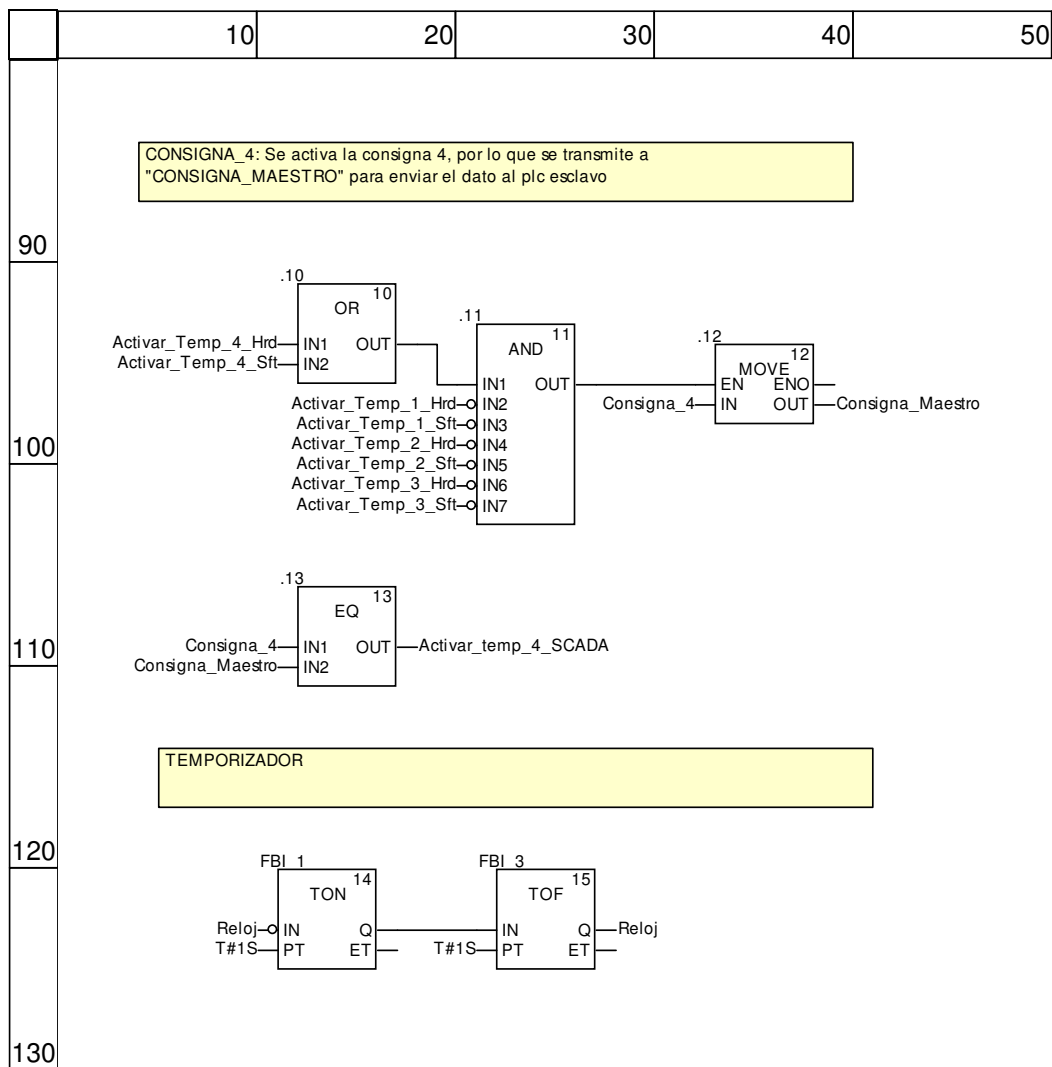 10 20 30 40 50
CONSIGNA_4: Se activa la consigna 4, por lo que se transmite a
"CONSIGNA_MAESTRO" para enviar el dato al plc esclavo
90
.10
10
OR
Activar_Temp_4_Hrd IN1 OUT
Activar_Temp_4_Sft IN2
.11
11
AND
IN1 OUT
Activar_Temp_1_Hrd IN2
Activar_Temp_1_Sft IN3
Activar_Temp_2_Hrd IN4
Activar_Temp_2_Sft IN5
Activar_Temp_3_Hrd IN6
Activar_Temp_3_Sft IN7
.12
12
MOVE
EN ENO
Consigna_4 IN OUT Consigna_Maestro
100
.13
13
EQ
Consigna_4 IN1 OUT Activar_temp_4_SCADA
Consigna_Maestro IN2
110
TEMPORIZADOR
120
FBI_1
14
TON
Reloj IN Q
T#1S PT ET
FBI_3
15
TOF
IN Q Reloj
T#1S PT ET
130